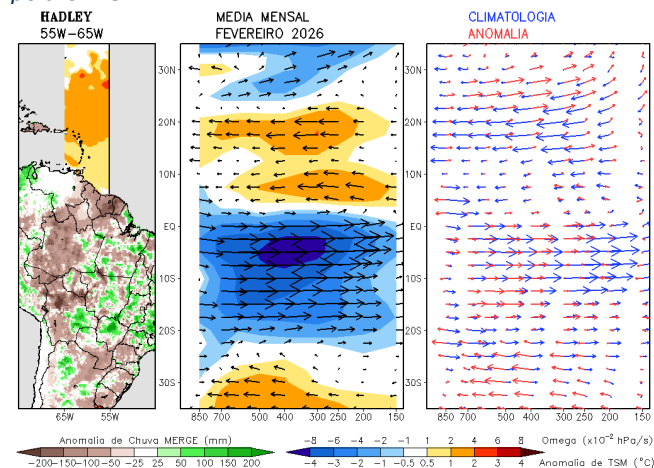 HADLEY
55W-65W
MEDIA MENSAL
FEVEREIRO 2026
CLIMATOLOGIA
ANOMALIA
30N
20N
10N
EQ
10S
20S
30S
30N
20N
10N
EQ
10S
20S
30S
65W 55W
850 700 500 400 300 250 200 150
850 700 500 400 300 250 200 150
Anomalia de Chuva MERGE (mm)
-200-150-100-50 -25 25 50 100 150 200
-8 -6 -4 -2 -1 1 2 4 6 8 Omega (x10⁻² hPa/s)
-4 -3 -2 -1 -0.5 0.5 1 2 3 4 Anomalia de TSM (°C)